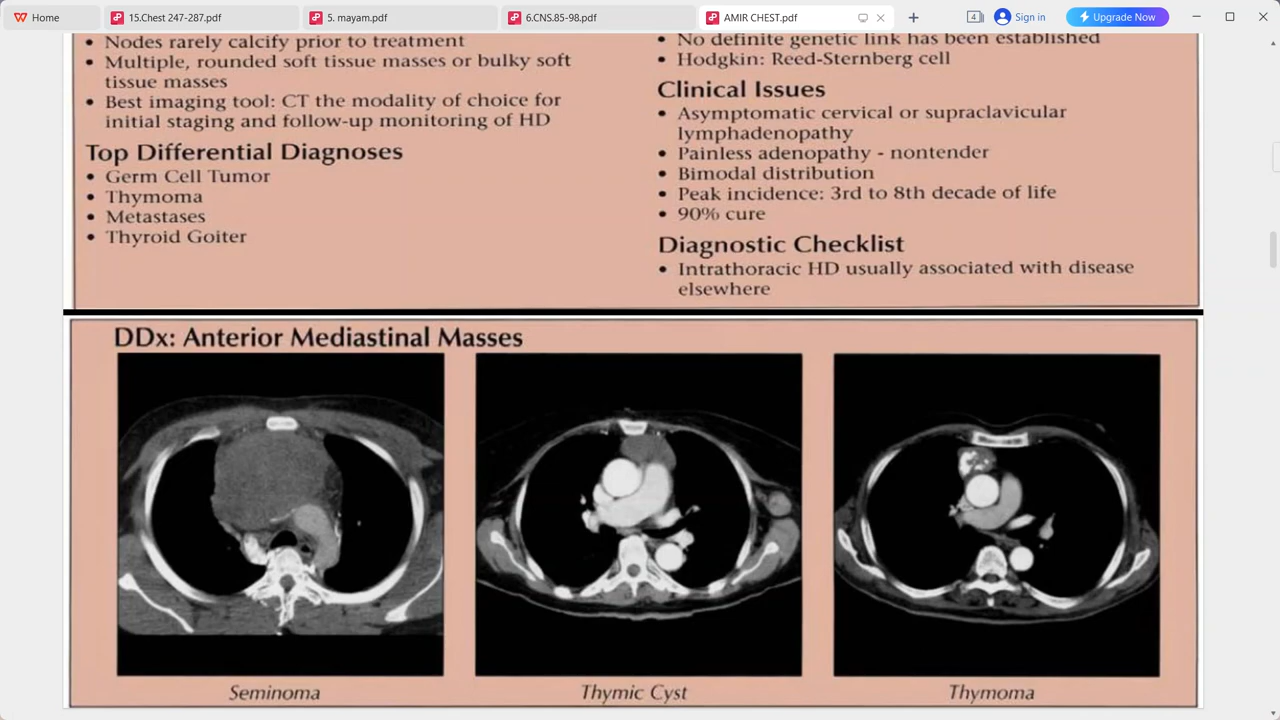 Home
15.Chest 247-287.pdf
5. mayam.pdf
6.CNS.85-98.pdf
AMIR CHEST.pdf
4
Sign in
Upgrade Now
• Nodes rarely calcify prior to treatment
• Multiple, rounded soft tissue masses or bulky soft
tissue masses
• Best imaging tool: CT the modality of choice for
initial staging and follow-up monitoring of HD
Top Differential Diagnoses
• Germ Cell Tumor
• Thymoma
• Metastases
• Thyroid Goiter
• No definite genetic link has been established
• Hodgkin: Reed-Sternberg cell
Clinical Issues
• Asymptomatic cervical or supraclavicular
lymphadenopathy
• Painless adenopathy - nontender
• Bimodal distribution
• Peak incidence: 3rd to 8th decade of life
• 90% cure
Diagnostic Checklist
• Intrathoracic HD usually associated with disease
elsewhere
DDx: Anterior Mediastinal Masses
Seminoma
Thymic Cyst
Thymoma